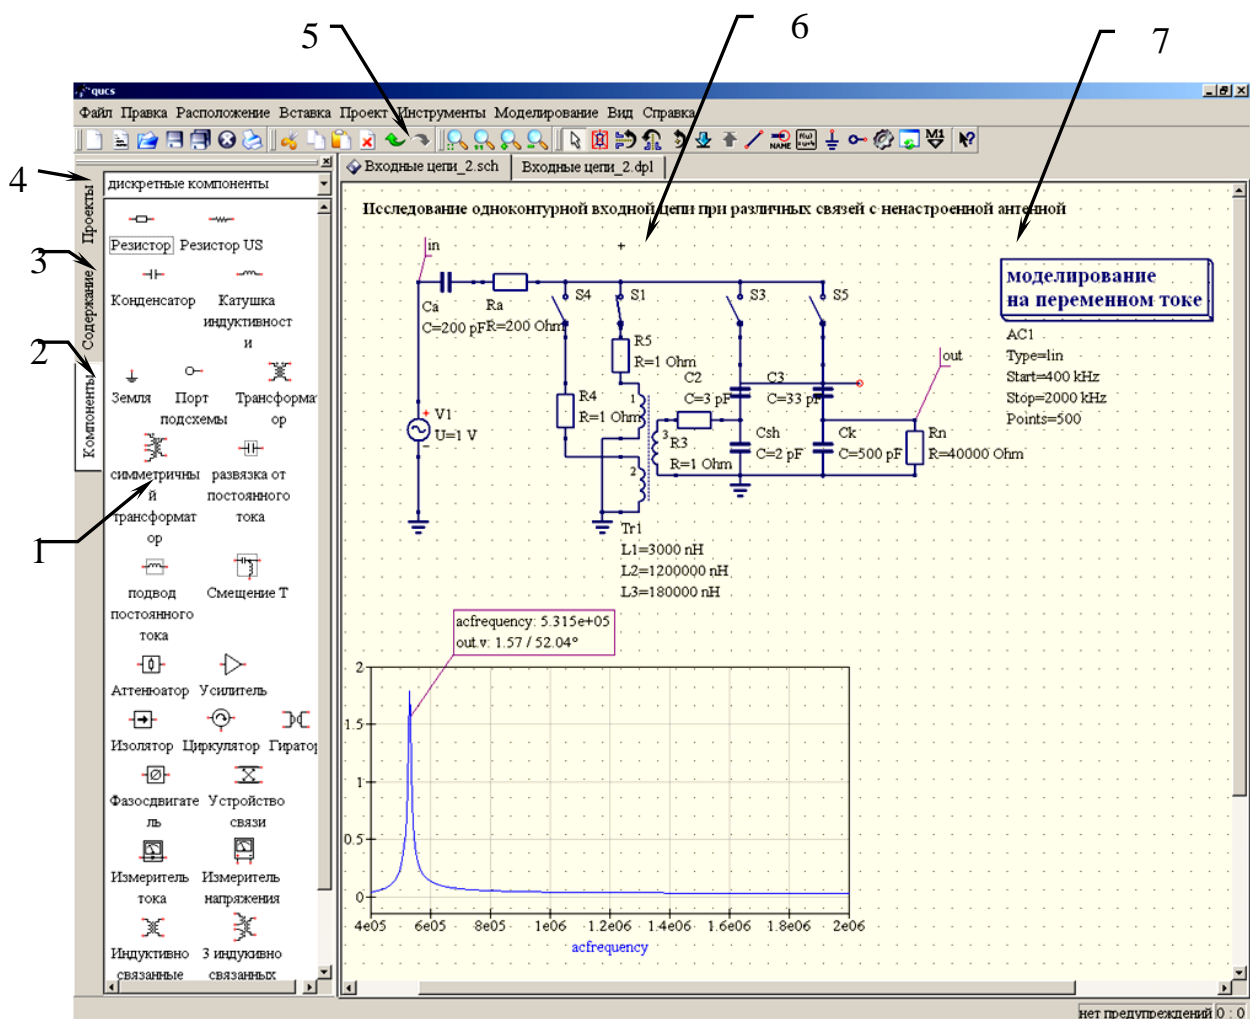 5
6
7
qucs
Файл Правка Расположение Вставка Проект Инструменты Моделирование Вид Справка
NAME
M1
4
Проекты
3
Содержание
2
Компоненты
1
дискретные компоненты
Резистор Резистор US
Конденсатор Катушка
индуктивност
и
Земля Порт Трансформат
подсхемы ор
симметричны развязка от
й постоянного
трансформат тока
ор
подвод Смещение T
постоянного
тока
Аттенюатор Усилитель
Изолятор Циркулятор Гиратор
Фазосдвигате Устройство
ль связи
Измеритель Измеритель
тока напряжения
Индуктивно 3 индукивно
связанные связанных
Входные цепи_2.sch Входные цепи_2.dpl
Исследование одноконтурной входной цепи при различных связей с ненастроенной антенной
in
Ca
C=200 pF
Ra
R=200 Ohm
S4
S1
S3
S5
R5
R=1 Ohm
R4
R=1 Ohm
V1
U=1 V
1
2
3
R3
R=1 Ohm
C2
C=3 pF
C3
C=33 pF
Csh
C=2 pF
Ck
C=500 pF
out
Rn
R=40000 Ohm
Tr1
L1=3000 nH
L2=1200000 nH
L3=180000 nH
моделирование
на переменном токе
AC1
Type=lin
Start=400 kHz
Stop=2000 kHz
Points=500
acfrequency: 5.315e+05
out.v: 1.57 / 52.04°
2
1.5
1
0.5
0
4e05 6e05 8e05 1e06 1.2e06 1.4e06 1.6e06 1.8e06 2e06
acfrequency
нет предупреждений 0 : 0